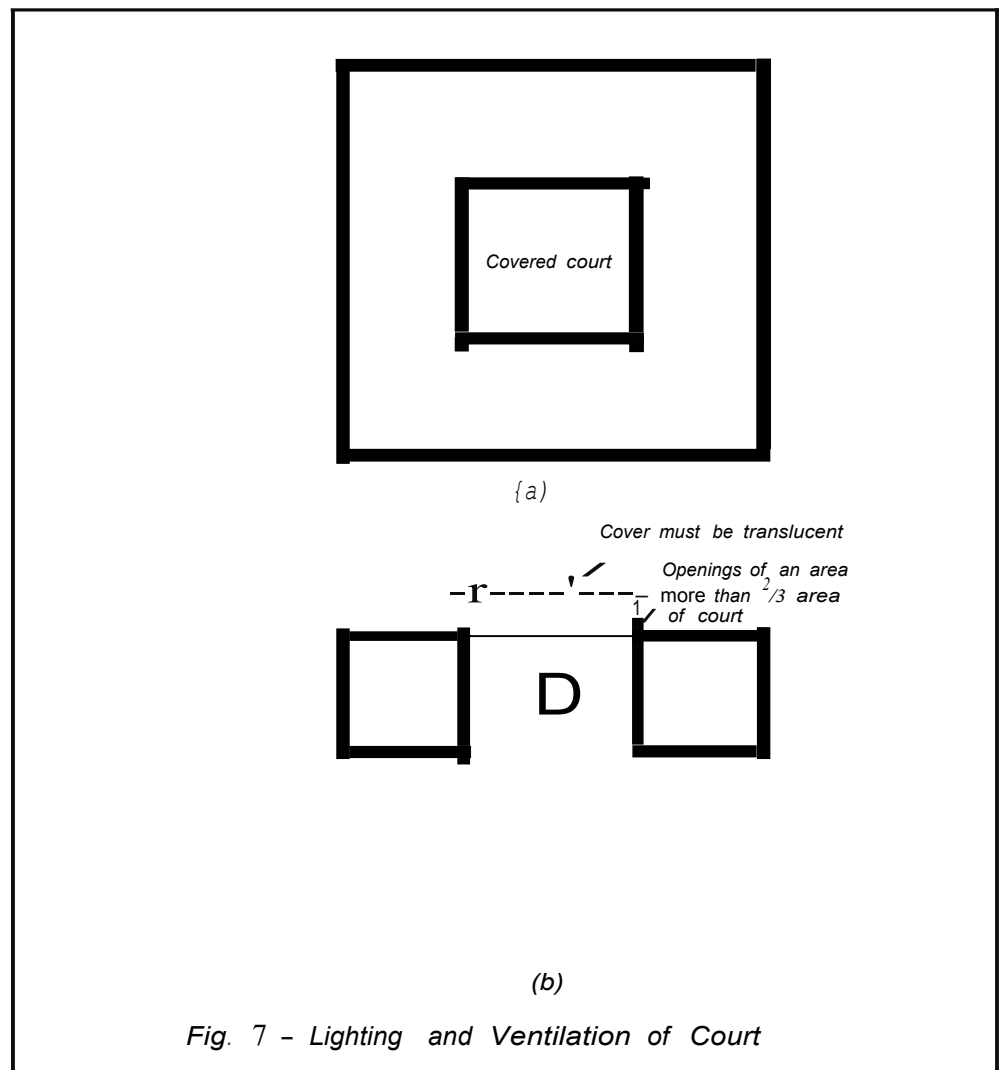 Covered court
{a)
Cover must be translucent
Openings of an area
more than 2/3 area
of court
r
'
1
D
(b)
Fig. 7 – Lighting and Ventilation of Court